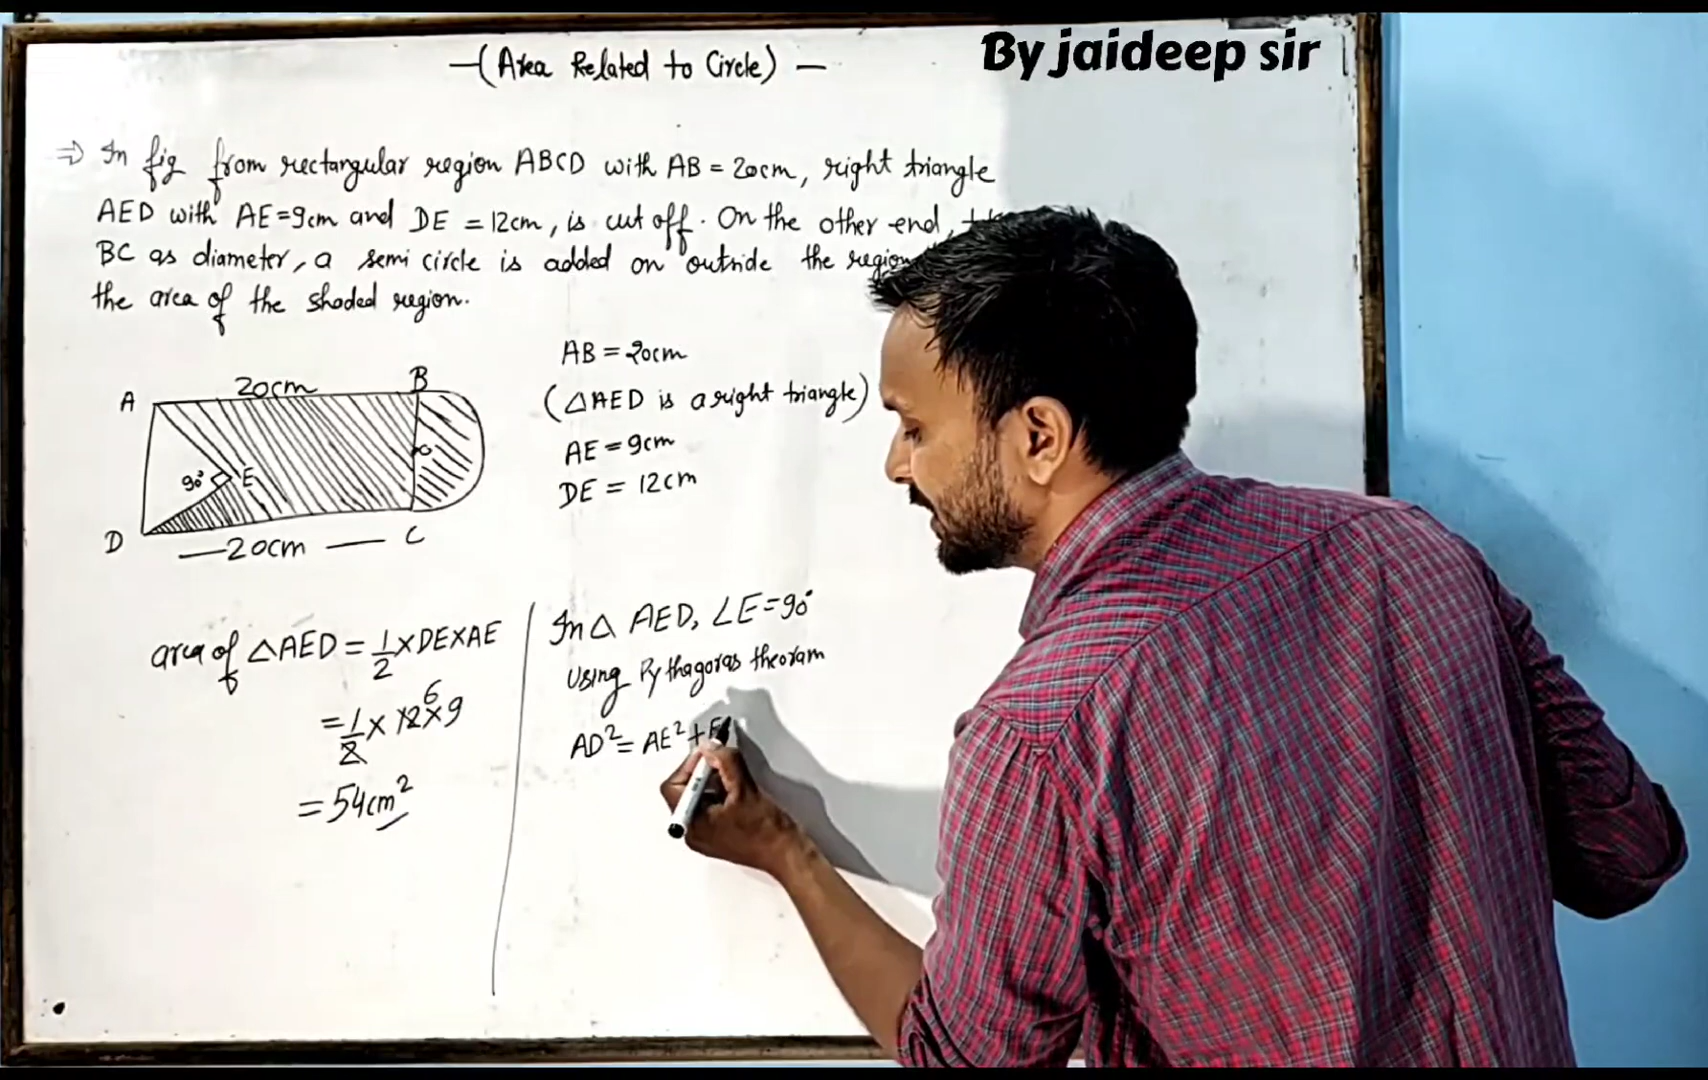 —(Area Related to Circle)—
By jaideep sir
⇒ In fig from rectangular region ABCD with AB = 20cm, right triangle
AED with AE=9cm and DE = 12cm, is cut off. On the other end,
BC as diameter, a semi circle is added on outside the region
the area of the shaded region.
AB = 20cm
(△AED is a right triangle)
AE = 9cm
DE = 12cm
A 20cm B
90° E
D —20cm— C
area of △AED = 1/2 × DE×AE
= 1/2 × 12 6 × 9
= 54cm²
In △ AED, ∠E=90°
Using Pythagoras theoram
AD² = AE² +